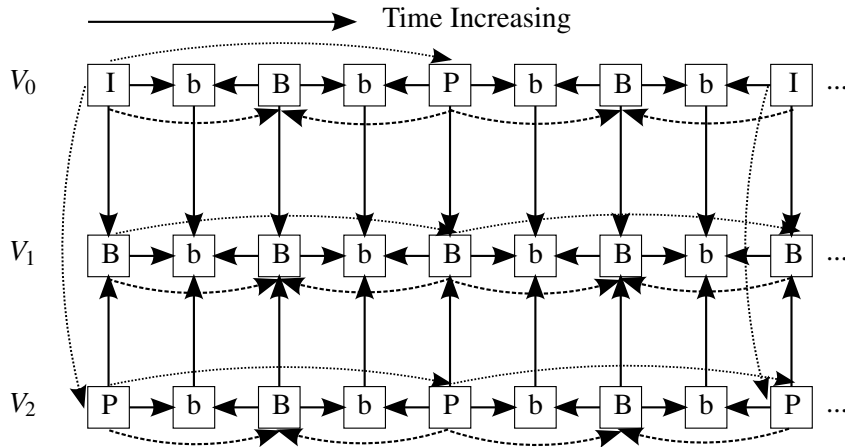 Time Increasing
V0 I b B b P b B b I ...
V1 B b B b B b B b B ...
V2 P b B b P b B b P ...